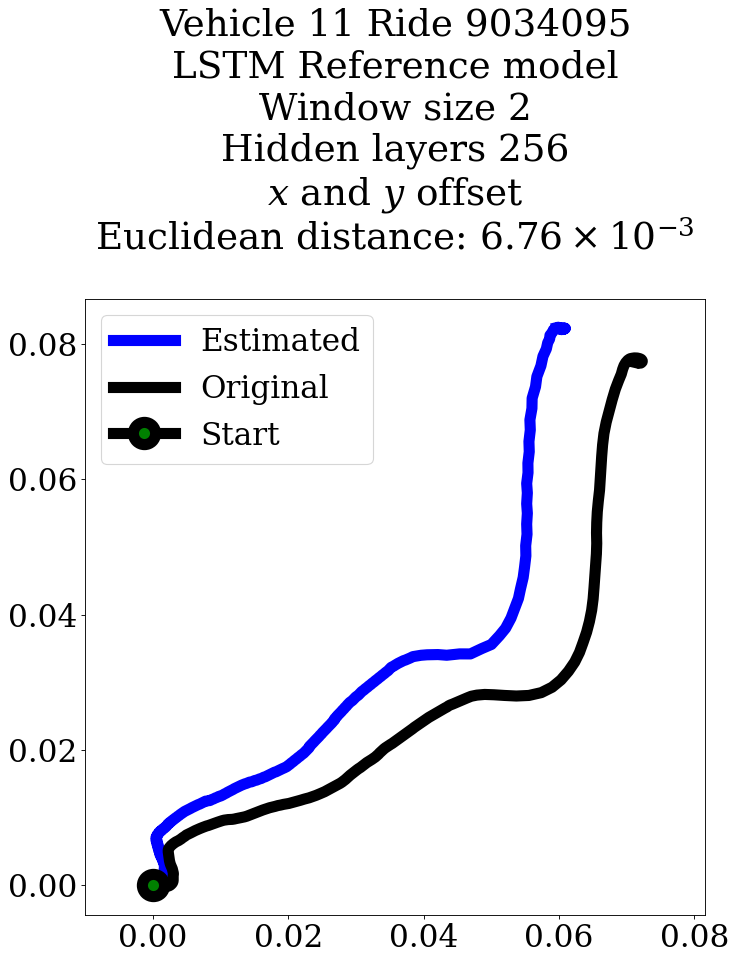 Vehicle 11 Ride 9034095
LSTM Reference model
Window size 2
Hidden layers 256
x and y offset
Euclidean distance: 6.76 × 10⁻³
Estimated
Original
Start
0.08
0.06
0.04
0.02
0.00
0.00 0.02 0.04 0.06 0.08